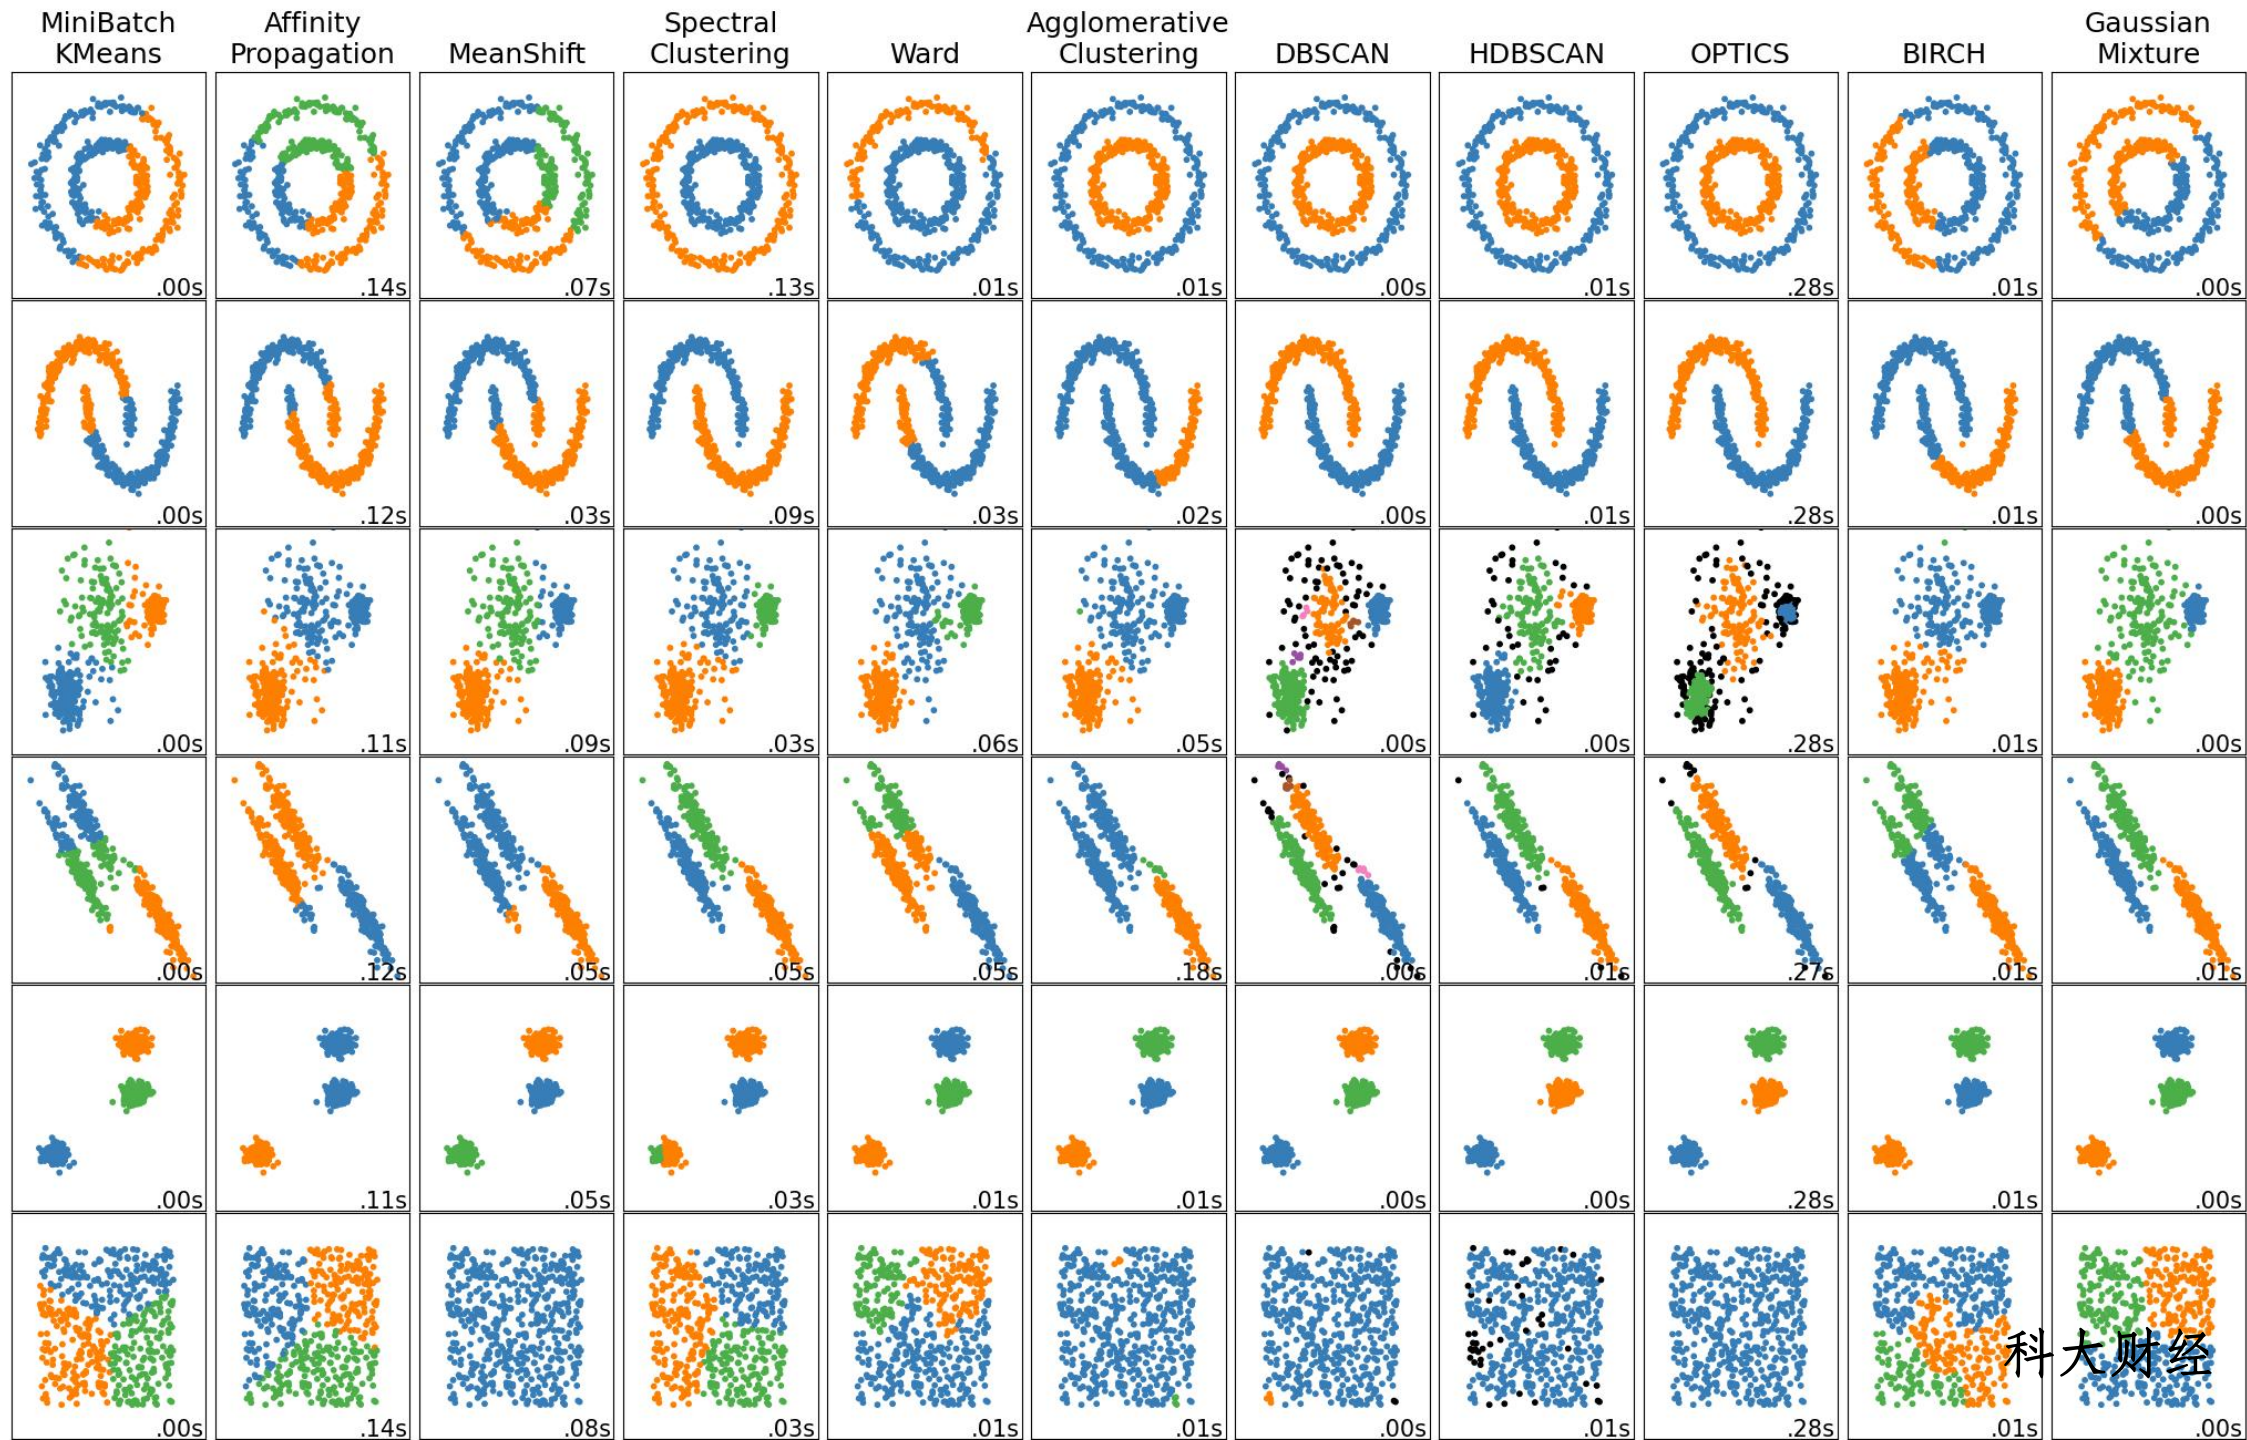 MiniBatch
KMeans
Affinity
Propagation
MeanShift
Spectral
Clustering
Ward
Agglomerative
Clustering
DBSCAN
HDBSCAN
OPTICS
BIRCH
Gaussian
Mixture
.00s
.14s
.07s
.13s
.01s
.01s
.00s
.01s
.28s
.01s
.00s
.00s
.12s
.03s
.09s
.03s
.02s
.00s
.01s
.28s
.01s
.00s
.00s
.11s
.09s
.03s
.06s
.05s
.00s
.00s
.28s
.01s
.00s
.00s
.12s
.05s
.05s
.05s
.18s
.00s
.01s
.27s
.01s
.01s
.00s
.11s
.05s
.03s
.01s
.01s
.00s
.00s
.28s
.01s
.00s
科大财经
.00s
.14s
.08s
.03s
.01s
.01s
.00s
.01s
.28s
.01s
.00s